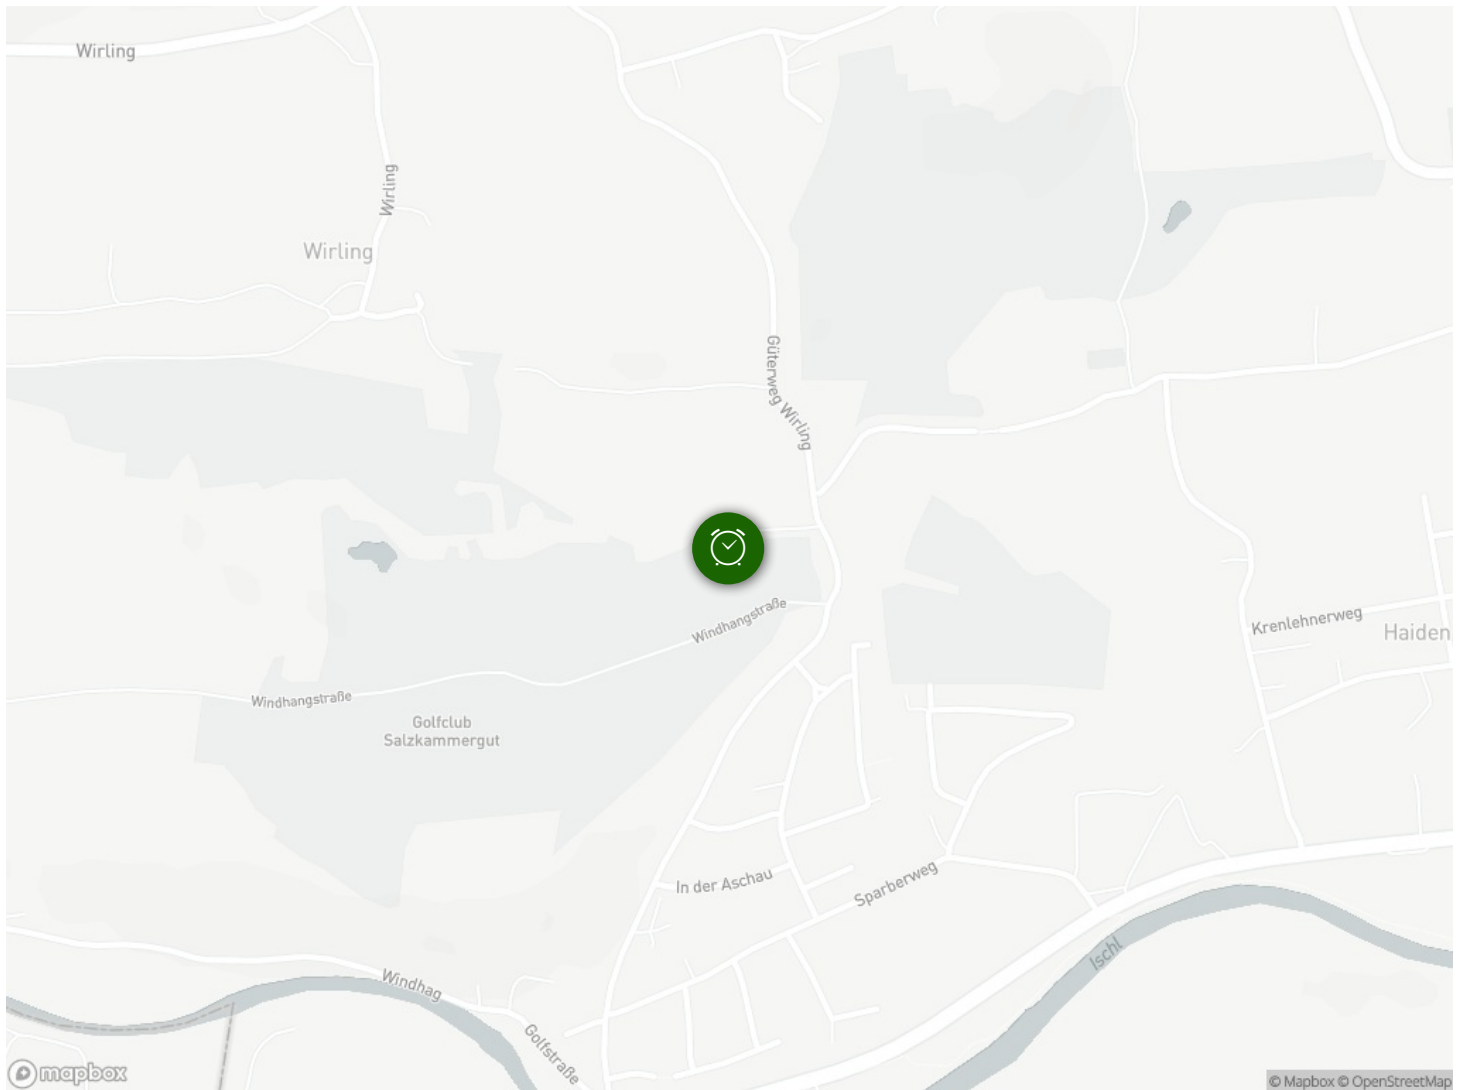 Wirling
Wirling
Wirling
Güterweg Wirling
Windhangstraße
Krenlehnerweg
Haiden
Windhangstraße
Golfclub
Salzkammergut
In der Aschau
Sparberweg
Ischl
Windhag
Golfstraße
mapbox
© Mapbox © OpenStreetMap